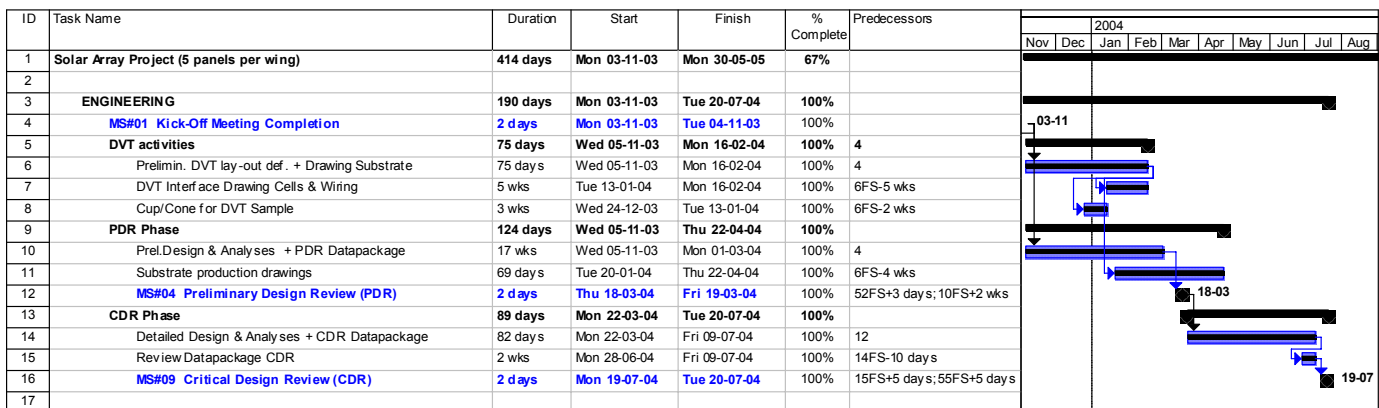 ID Task Name Duration Start Finish % Complete Predecessors
2004
Nov Dec Jan Feb Mar Apr May Jun Jul Aug
1 Solar Array Project (5 panels per wing) 414 days Mon 03-11-03 Mon 30-05-05 67%
2
3 ENGINEERING 190 days Mon 03-11-03 Tue 20-07-04 100%
4 MS#01 Kick-Off Meeting Completion 2 days Mon 03-11-03 Tue 04-11-03 100% 03-11
5 DVT activities 75 days Wed 05-11-03 Mon 16-02-04 100% 4
6 Prelimin. DVT lay-out def. + Drawing Substrate 75 days Wed 05-11-03 Mon 16-02-04 100% 4
7 DVT Interface Drawing Cells & Wiring 5 wks Tue 13-01-04 Mon 16-02-04 100% 6FS-5 wks
8 Cup/Cone for DVT Sample 3 wks Wed 24-12-03 Tue 13-01-04 100% 6FS-2 wks
9 PDR Phase 124 days Wed 05-11-03 Thu 22-04-04 100%
10 Prel.Design & Analyses + PDR Datapackage 17 wks Wed 05-11-03 Mon 01-03-04 100% 4
11 Substrate production drawings 69 days Tue 20-01-04 Thu 22-04-04 100% 6FS-4 wks
12 MS#04 Preliminary Design Review (PDR) 2 days Thu 18-03-04 Fri 19-03-04 100% 52FS+3 days;10FS+2 wks 18-03
13 CDR Phase 89 days Mon 22-03-04 Tue 20-07-04 100%
14 Detailed Design & Analyses + CDR Datapackage 82 days Mon 22-03-04 Fri 09-07-04 100% 12
15 Review Datapackage CDR 2 wks Mon 28-06-04 Fri 09-07-04 100% 14FS-10 days
16 MS#09 Critical Design Review (CDR) 2 days Mon 19-07-04 Tue 20-07-04 100% 15FS+5 days;55FS+5 days 19-07
17